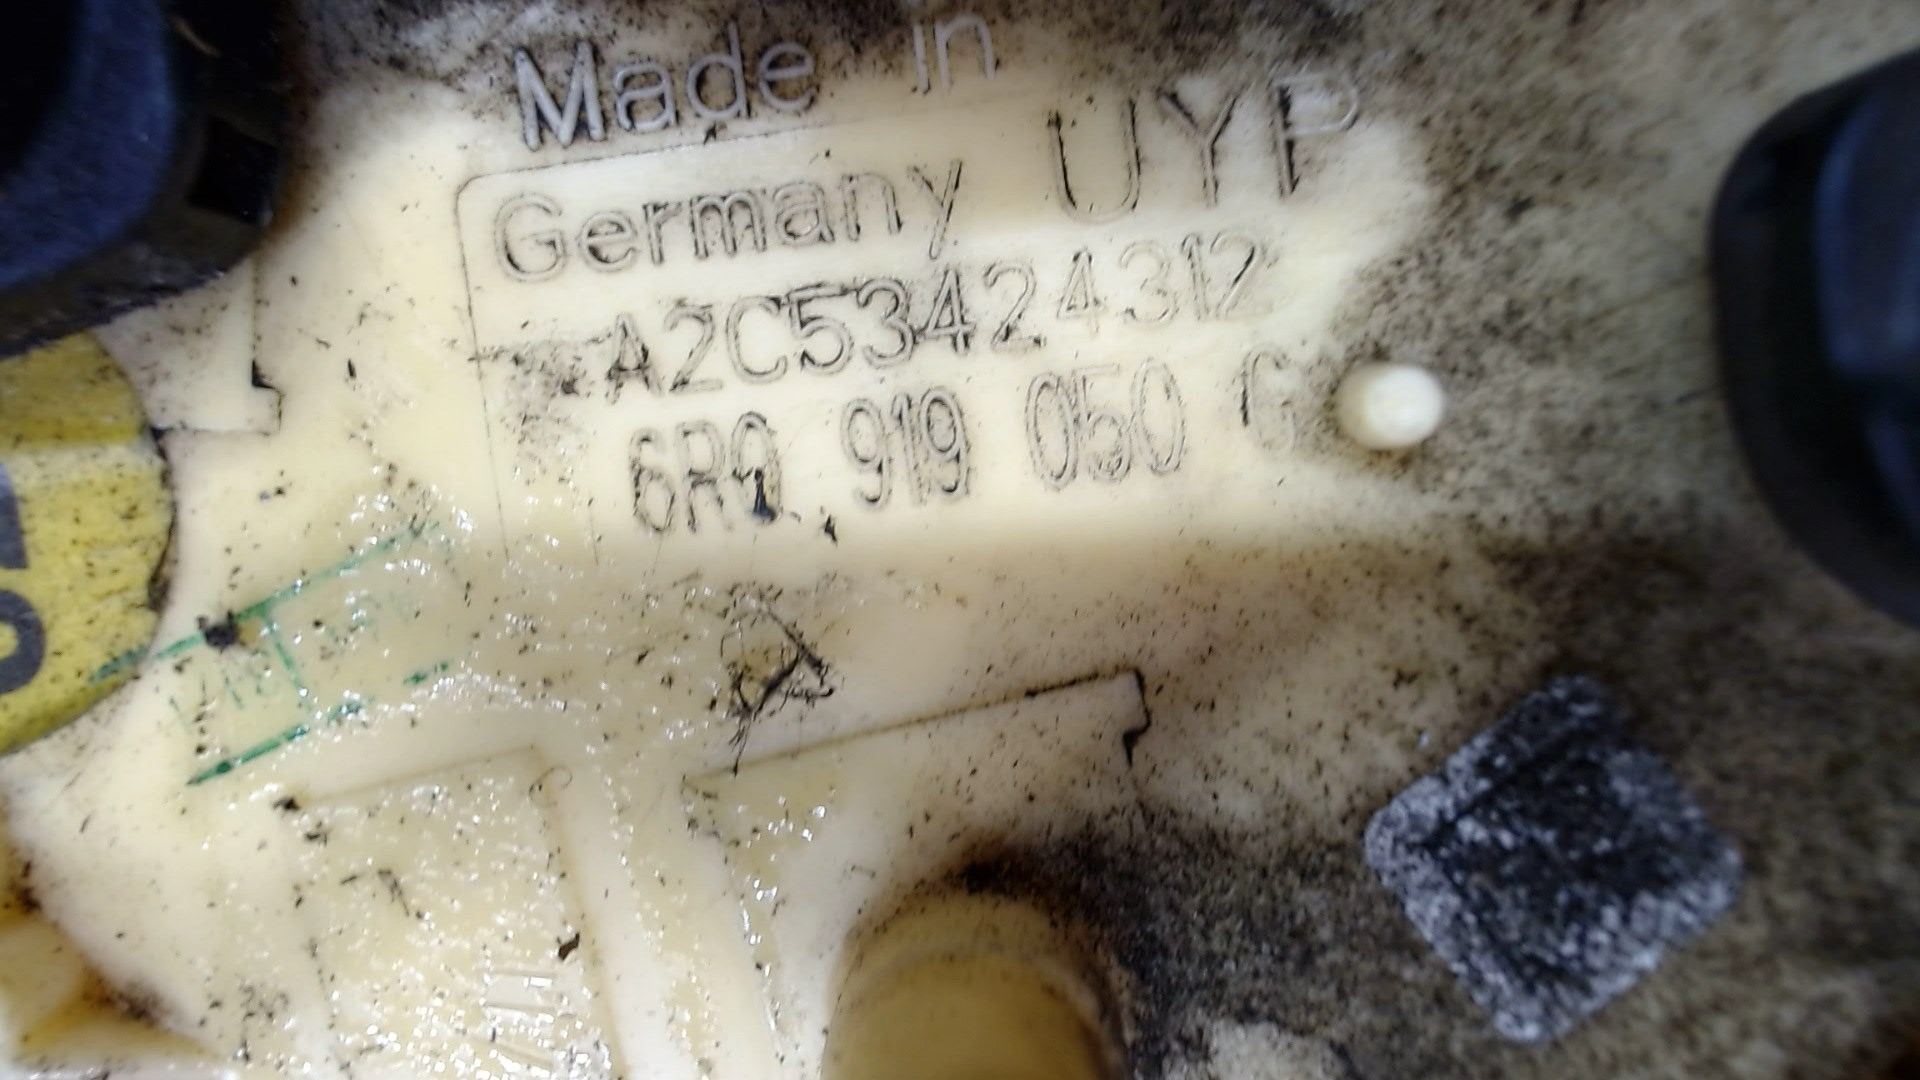 Made in
Germany UYP
A2C53424312
6R0 919 050 G